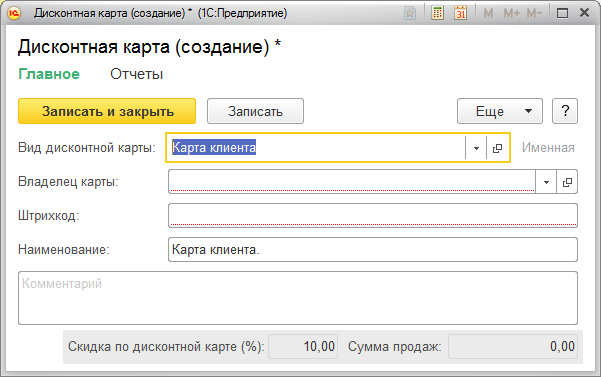 Дисконтная карта (создание) * (1С:Предприятие)
M M+ M-
Дисконтная карта (создание) *
Главное Отчеты
Записать и закрыть Записать Еще ?
Вид дисконтной карты: Карта клиента Именная
Владелец карты:
Штрихкод:
Наименование: Карта клиента.
Комментарий
Скидка по дисконтной карте (%): 10,00 Сумма продаж: 0,00